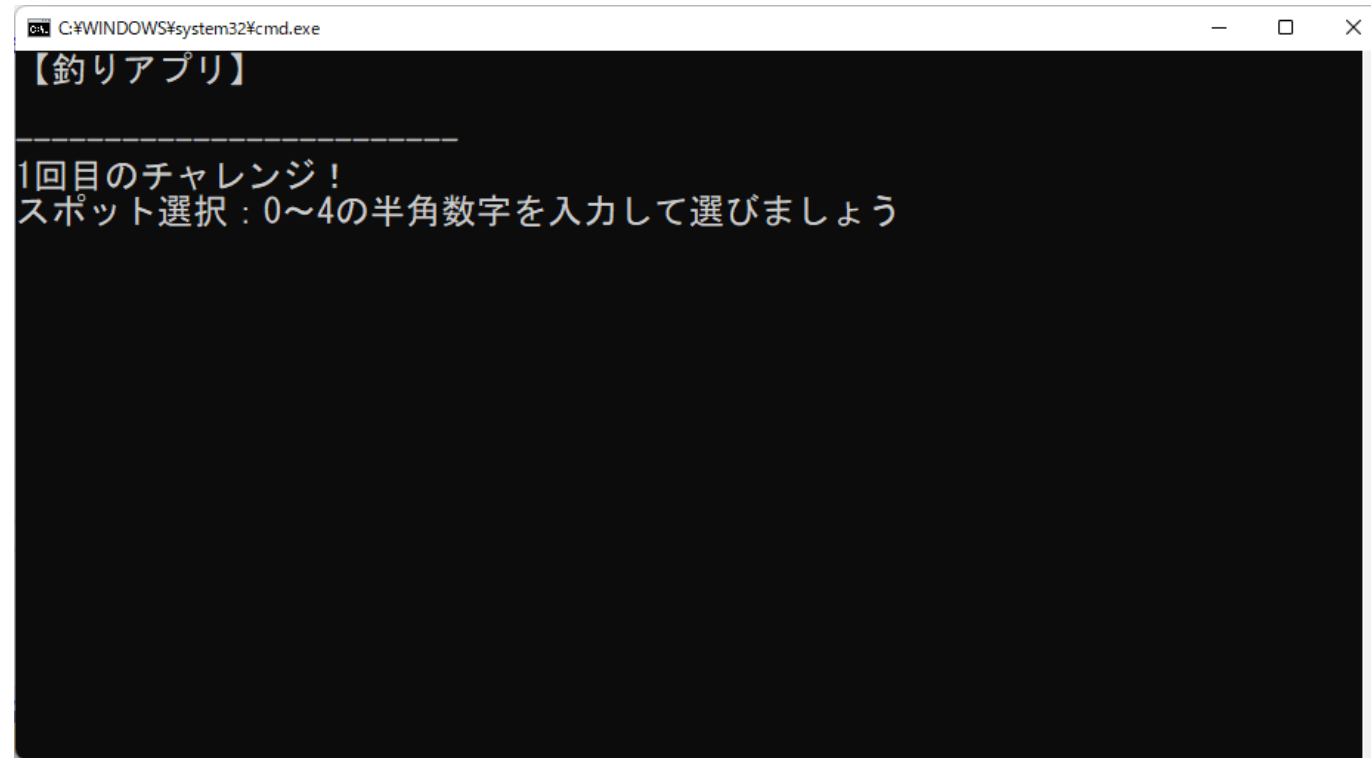 C:¥WINDOWS¥system32¥cmd.exe
【釣りアプリ】
-------------------------
1回目のチャレンジ！
スポット選択：0～4の半角数字を入力して選びましょう